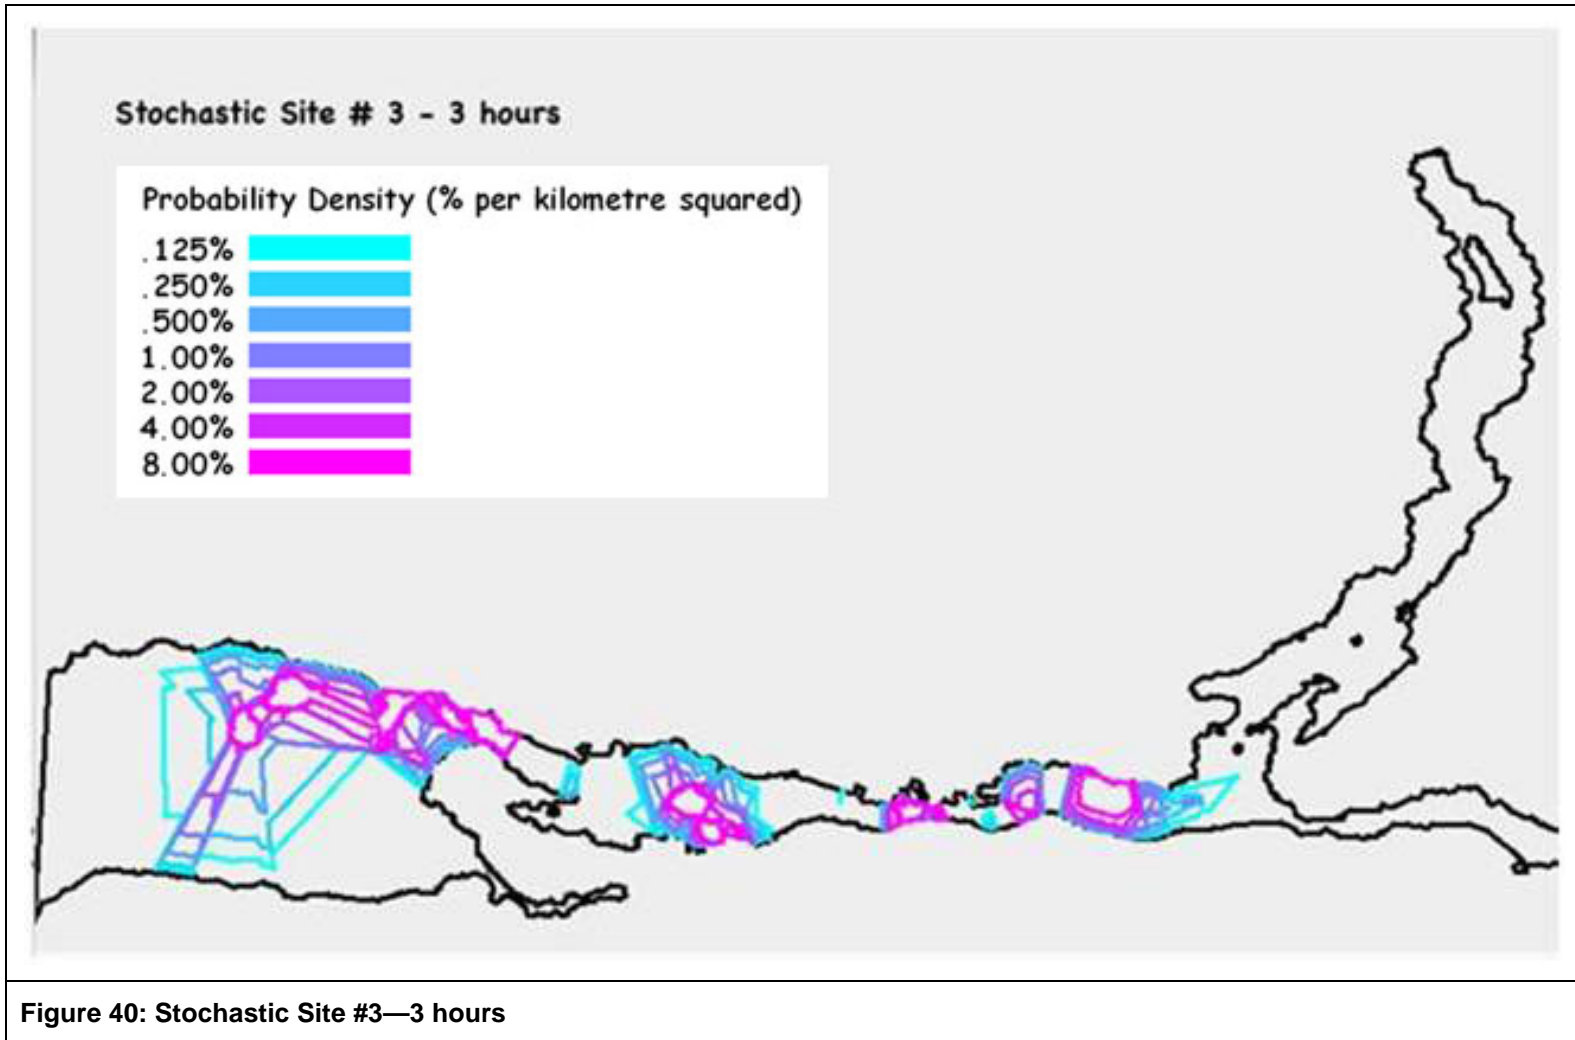 Stochastic Site # 3 - 3 hours
Probability Density (% per kilometre squared)
.125%
.250%
.500%
1.00%
2.00%
4.00%
8.00%
Figure 40: Stochastic Site #3—3 hours